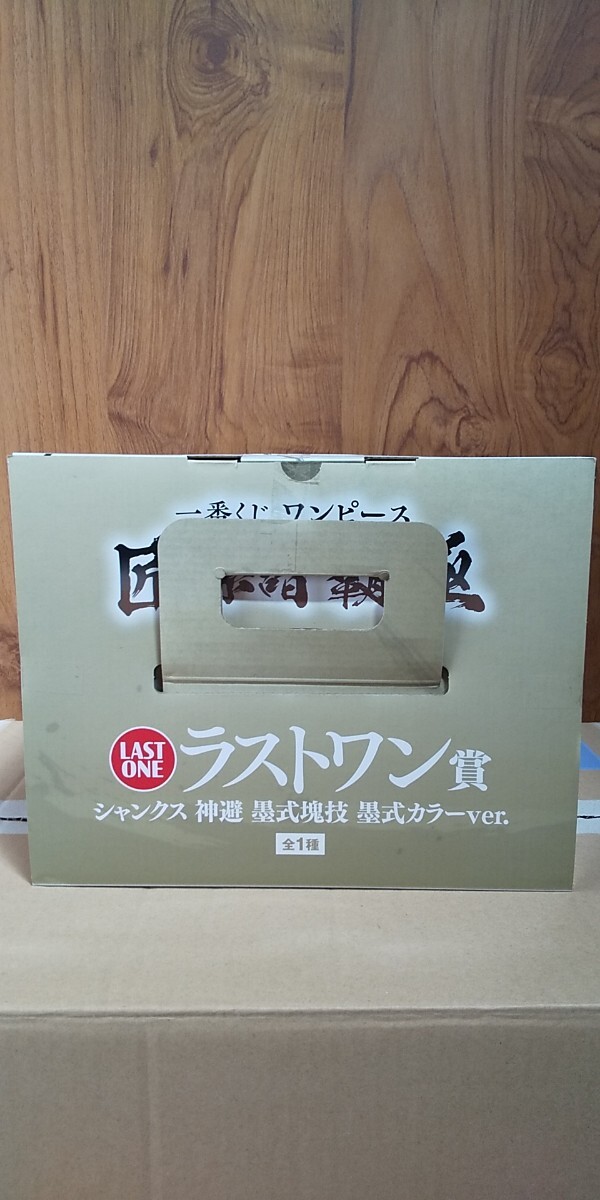 一番くじ ワンピース
匠
LAST ONE
ラストワン賞
シャンクス 神避 墨式塊技 墨式カラーver.
全1種